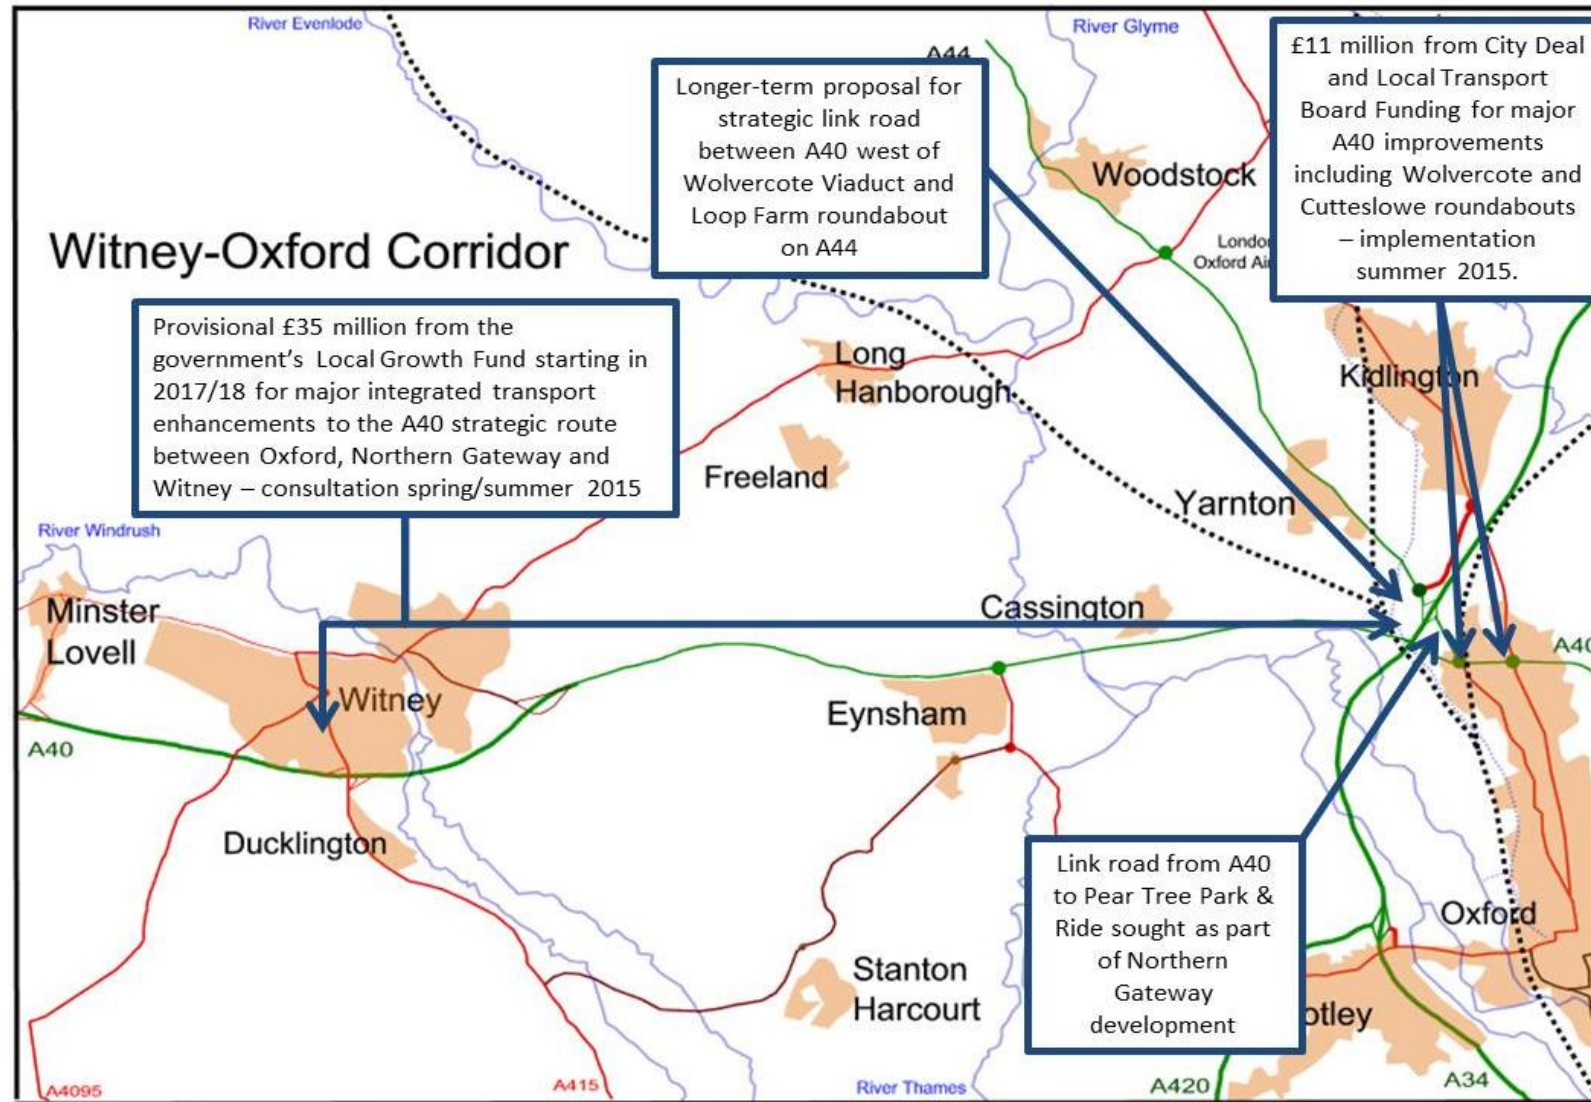 River Evenlode
River Glyme
A44
Longer-term proposal for
strategic link road
between A40 west of
Wolvercote Viaduct and
Loop Farm roundabout
on A44
£11 million from City Deal
and Local Transport
Board Funding for major
A40 improvements
including Wolvercote and
Cutteslowe roundabouts
– implementation
summer 2015.
Woodstock
Witney-Oxford Corridor
Oxford
Provisional £35 million from the
government's Local Growth Fund starting in
2017/18 for major integrated transport
enhancements to the A40 strategic route
between Oxford, Northern Gateway and
Witney – consultation spring/summer 2015
Long
Hanborough
Kidlington
Freeland
Yarnton
River Windrush
Minster
Lovell
Cassington
A40
Witney
Eynsham
A40
Ducklington
Link road from A40
to Pear Tree Park &
Ride sought as part
of Northern
Gateway
development
Oxford
Stanton
Harcourt
otley
A4095
A415
River Thames
A420
A34